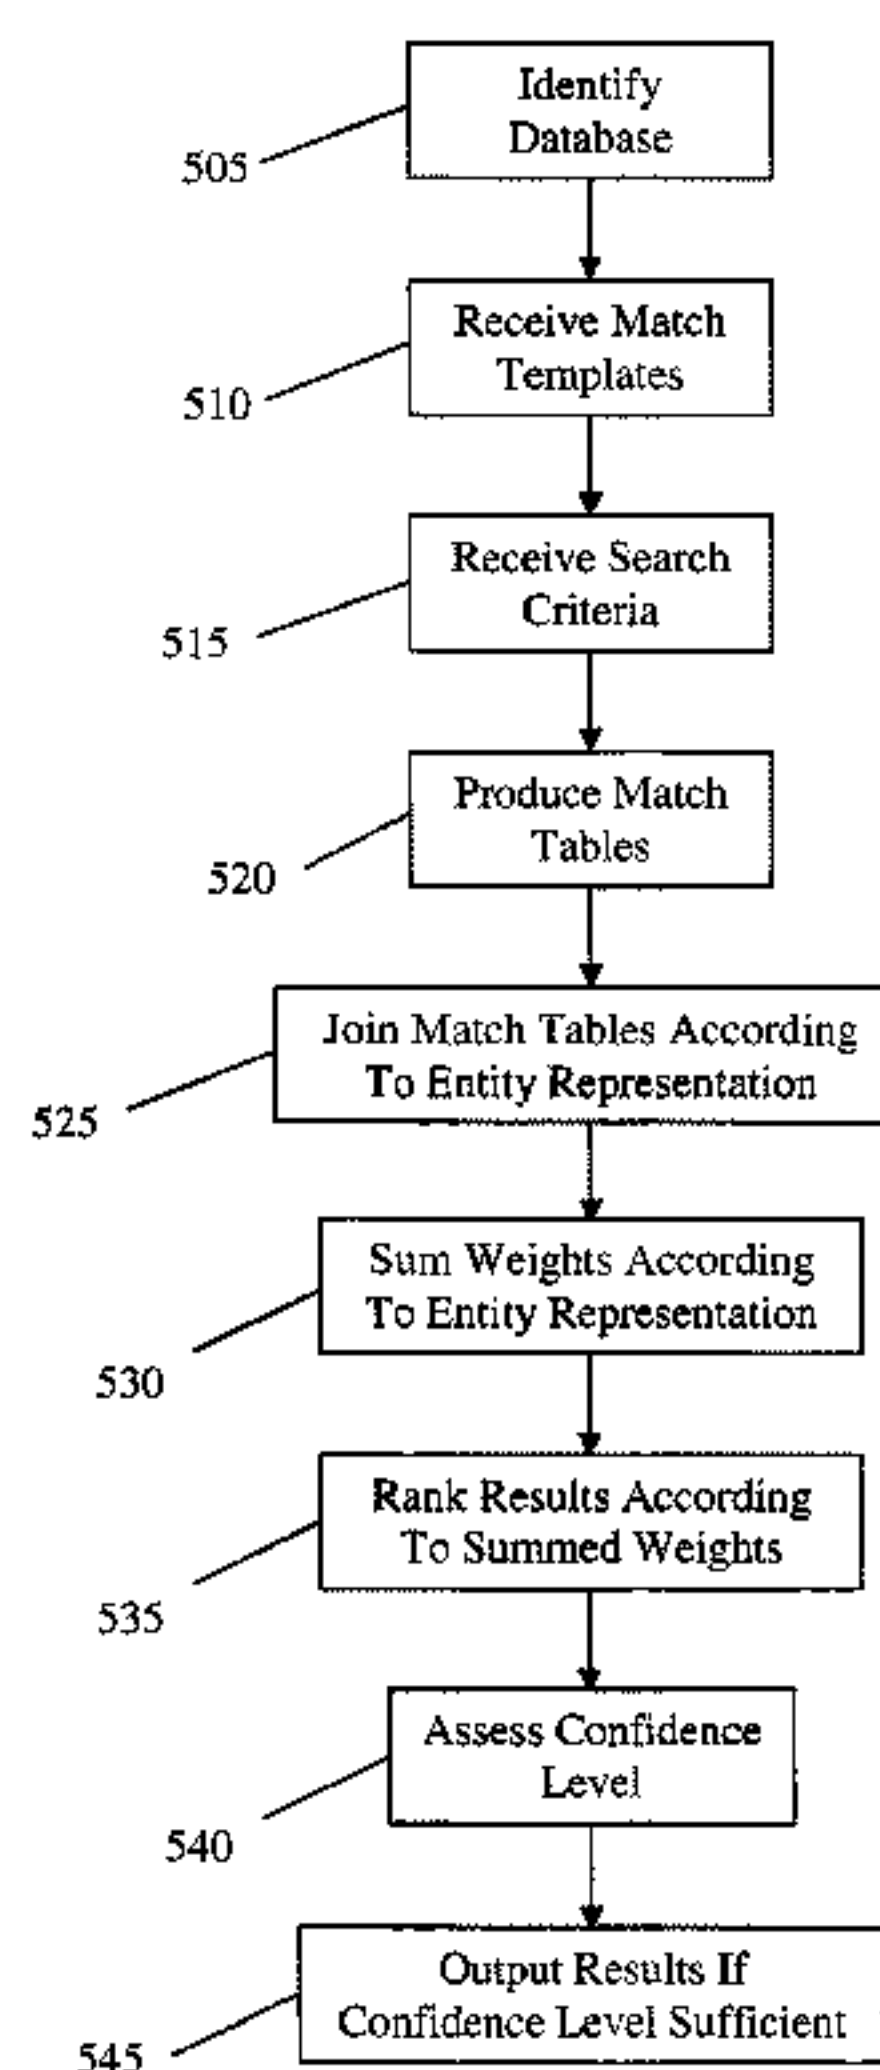 Identify
Database
505
Receive Match
Templates
510
Receive Search
Criteria
515
Produce Match
Tables
520
Join Match Tables According
To Entity Representation
525
Sum Weights According
To Entity Representation
530
Rank Results According
To Summed Weights
535
Assess Confidence
Level
540
Output Results If
Confidence Level Sufficient
545